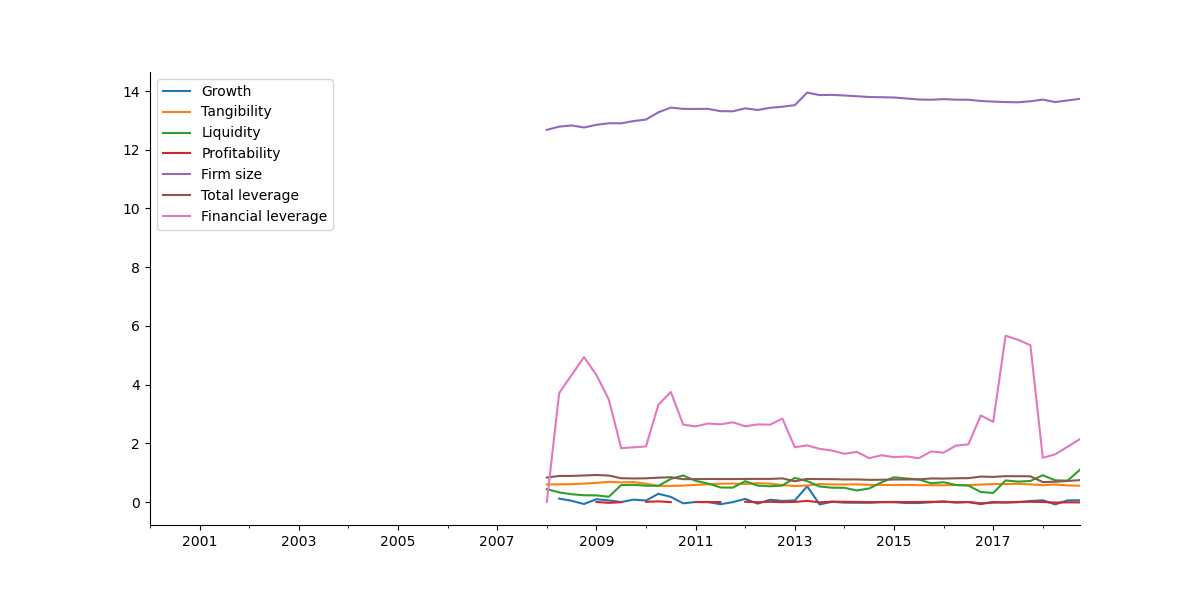 14
12
10
8
6
4
2
0
Growth
Tangibility
Liquidity
Profitability
Firm size
Total leverage
Financial leverage
2001 2003 2005 2007 2009 2011 2013 2015 2017